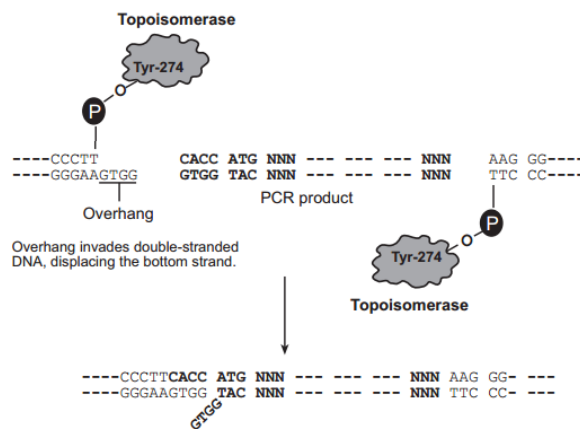 Topoisomerase
Tyr-274
O
P
----CCCTT CACC ATG NNN --- --- --- --- NNN AAG GG----
GGGAAGTGG GTGG TAC NNN --- --- --- --- NNN TTC CC----
Overhang
PCR product
Overhang invades double-stranded
DNA, displacing the bottom strand.
P
O
Tyr-274
Topoisomerase
----CCCTTCACC ATG NNN --- --- --- --- NNN AAG GG- ---
----GGGAAGTGG TAC NNN --- --- --- --- NNN TTC CC- ---
GTGG